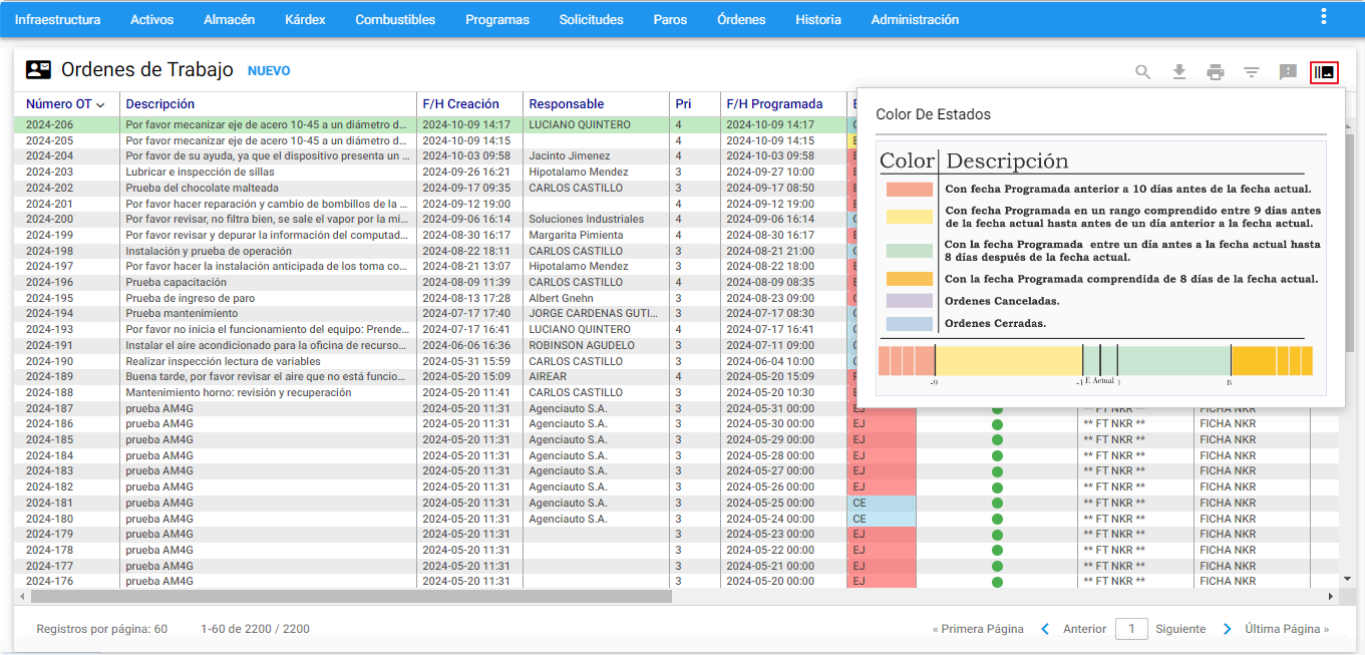 Infraestructura Activos Almacén Kárdex Combustibles Programas Solicitudes Paros Órdenes Historia Administración
Ordenes de Trabajo NUEVO
Número OT Descripción F/H Creación Responsable Pri F/H Programada
2024-206 Por favor mecanizar eje de acero 10-45 a un diámetro d... 2024-10-09 14:17 LUCIANO QUINTERO 4 2024-10-09 14:17
2024-205 Por favor mecanizar eje de acero 10-45 a un diámetro d... 2024-10-09 14:15 4 2024-10-09 14:15
2024-204 Por favor de su ayuda, ya que el dispositivo presenta un ... 2024-10-03 09:58 Jacinto Jimenez 4 2024-10-03 09:58
2024-203 Lubricar e inspección de sillas 2024-09-26 16:21 Hipotalamo Mendez 3 2024-09-27 10:00
2024-202 Prueba del chocolate malteada 2024-09-17 09:35 CARLOS CASTILLO 3 2024-09-17 08:50
2024-201 Por favor hacer reparación y cambio de bombillos de la ... 2024-09-12 19:00 4 2024-09-12 19:00
2024-200 Por favor revisar, no filtra bien, se sale el vapor por la mi... 2024-09-06 16:14 Soluciones Industriales 4 2024-09-06 16:14
2024-199 Por favor revisar y depurar la información del computad... 2024-08-30 16:17 Margarita Pimienta 4 2024-08-30 16:17
2024-198 Instalación y prueba de operación 2024-08-22 18:11 CARLOS CASTILLO 3 2024-08-21 21:00
2024-197 Por favor hacer la instalación anticipada de los toma co... 2024-08-21 13:07 Hipotalamo Mendez 4 2024-08-22 18:00
2024-196 Prueba capacitación 2024-08-09 11:39 CARLOS CASTILLO 4 2024-08-09 08:35
2024-195 Prueba de ingreso de paro 2024-08-13 17:28 Albert Gnehn 3 2024-08-23 09:00
2024-194 Prueba mantenimiento 2024-07-17 17:40 JORGE CARDENAS GUTI... 3 2024-07-17 08:30
2024-193 Por favor no inicia el funcionamiento del equipo: Prende... 2024-07-17 16:41 LUCIANO QUINTERO 4 2024-07-17 16:41
2024-191 Instalar el aire acondicionado para la oficina de recurso... 2024-06-06 16:36 ROBINSON AGUDELO 3 2024-07-11 09:00
2024-190 Realizar inspección lectura de variables 2024-05-31 15:59 CARLOS CASTILLO 3 2024-06-04 10:00
2024-189 Buena tarde, por favor revisar el aire que no está funcio... 2024-05-20 15:09 AIREAR 4 2024-05-20 15:09
2024-188 Mantenimiento horno: revisión y recuperación 2024-05-20 11:41 CARLOS CASTILLO 3 2024-05-20 10:30
2024-187 prueba AM4G 2024-05-20 11:31 Agenciauto S.A. 3 2024-05-31 00:00 EJ ** FT NKR ** FICHA NKR
2024-186 prueba AM4G 2024-05-20 11:31 Agenciauto S.A. 3 2024-05-30 00:00 EJ ** FT NKR ** FICHA NKR
2024-185 prueba AM4G 2024-05-20 11:31 Agenciauto S.A. 3 2024-05-29 00:00 EJ ** FT NKR ** FICHA NKR
2024-184 prueba AM4G 2024-05-20 11:31 Agenciauto S.A. 3 2024-05-28 00:00 EJ ** FT NKR ** FICHA NKR
2024-183 prueba AM4G 2024-05-20 11:31 Agenciauto S.A. 3 2024-05-27 00:00 EJ ** FT NKR ** FICHA NKR
2024-182 prueba AM4G 2024-05-20 11:31 Agenciauto S.A. 3 2024-05-26 00:00 EJ ** FT NKR ** FICHA NKR
2024-181 prueba AM4G 2024-05-20 11:31 Agenciauto S.A. 3 2024-05-25 00:00 CE ** FT NKR ** FICHA NKR
2024-180 prueba AM4G 2024-05-20 11:31 Agenciauto S.A. 3 2024-05-24 00:00 CE ** FT NKR ** FICHA NKR
2024-179 prueba AM4G 2024-05-20 11:31 3 2024-05-23 00:00 EJ ** FT NKR ** FICHA NKR
2024-178 prueba AM4G 2024-05-20 11:31 3 2024-05-22 00:00 EJ ** FT NKR ** FICHA NKR
2024-177 prueba AM4G 2024-05-20 11:31 3 2024-05-21 00:00 EJ ** FT NKR ** FICHA NKR
2024-176 prueba AM4G 2024-05-20 11:31 3 2024-05-20 00:00 EJ ** FT NKR ** FICHA NKR
Color De Estados
Color Descripción
Con fecha Programada anterior a 10 días antes de la fecha actual.
Con fecha Programada en un rango comprendido entre 9 días antes
de la fecha actual hasta antes de un día anterior a la fecha actual.
Con la fecha Programada entre un día antes a la fecha actual hasta
8 días después de la fecha actual.
Con la fecha Programada comprendida de 8 días de la fecha actual.
Ordenes Canceladas.
Ordenes Cerradas.
-9 -1 F. Actual 1 8
Registros por página: 60 1-60 de 2200 / 2200 « Primera Página Anterior 1 Siguiente Última Página »